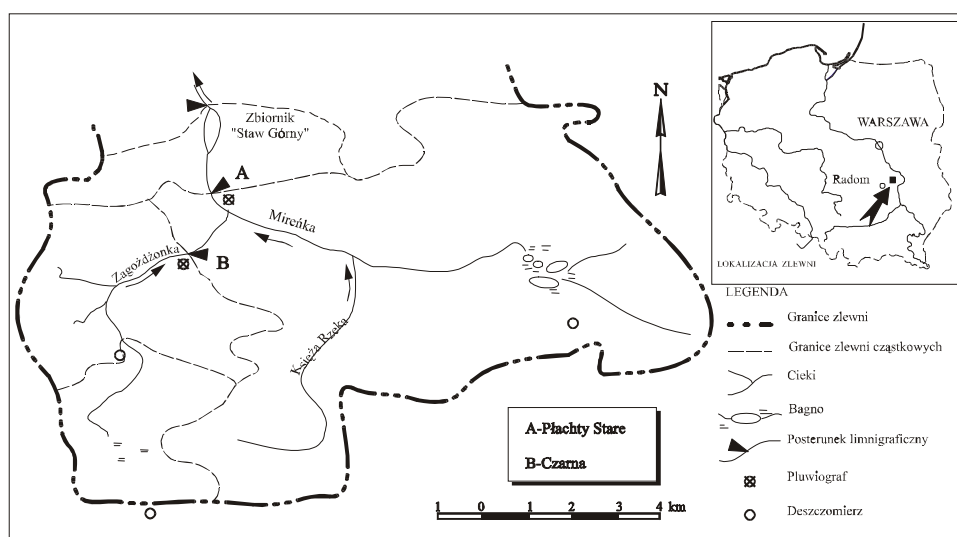 Zbiornik
"Staw Górny"
A
N
Mireńka
Zagożdżonka
B
Księża Rzęka
A-Płachty Stare
B-Czarna
1 0 1 2 3 4 km
WARSZAWA
Radom
LOKALIZACJA ZLEWNI
LEGENDA
Granice zlewni
Granice zlewni cząstkowych
Cieki
Bagno
Posterunek limnigraficzny
Pluwiograf
Deszczomierz